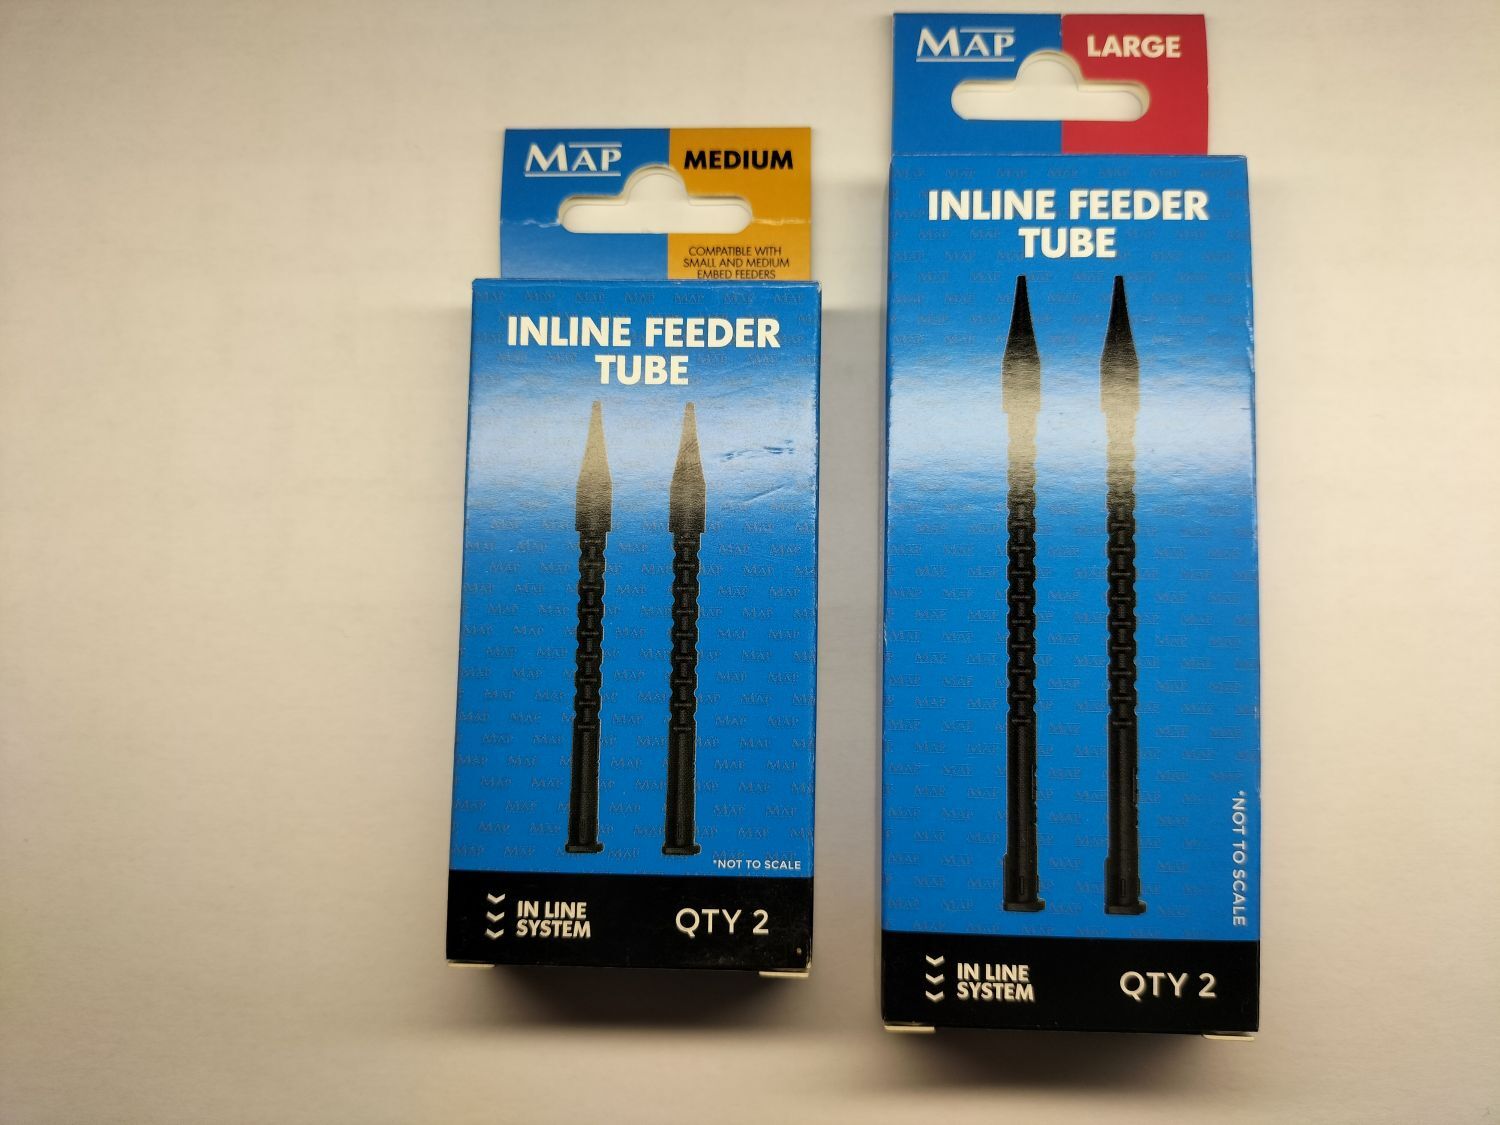 MAP
MEDIUM
COMPATIBLE WITH
SMALL AND MEDIUM
EMBED FEEDERS
INLINE FEEDER
TUBE
*NOT TO SCALE
IN LINE
SYSTEM
QTY 2
MAP
LARGE
INLINE FEEDER
TUBE
*NOT TO SCALE
IN LINE
SYSTEM
QTY 2